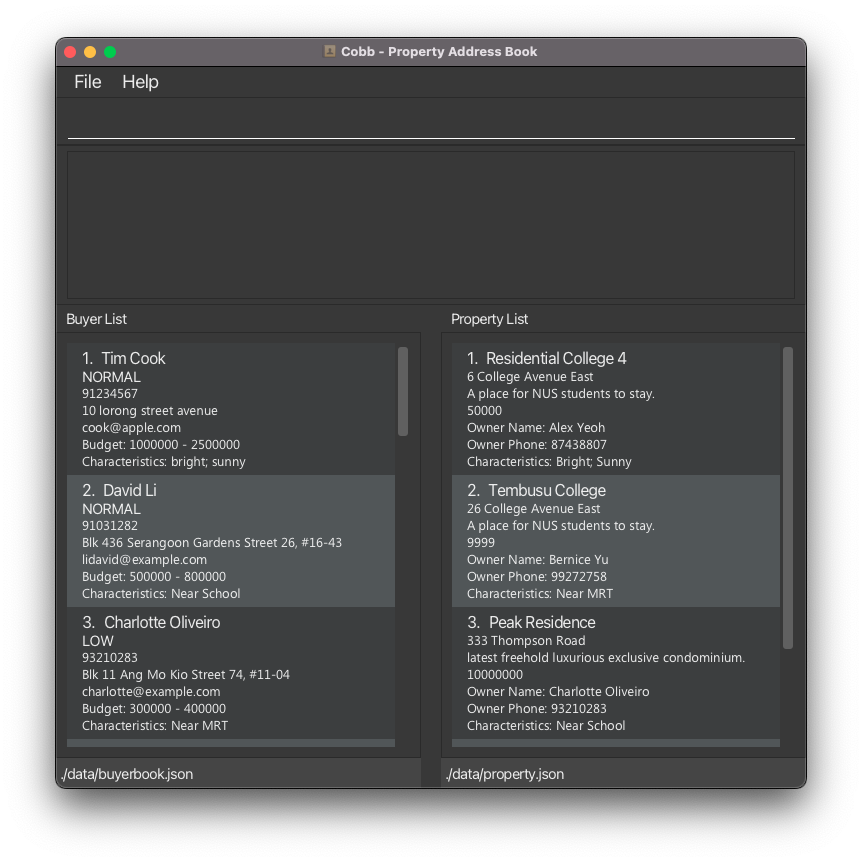 Cobb - Property Address Book
File Help
Buyer List
1. Tim Cook
NORMAL
91234567
10 lorong street avenue
cook@apple.com
Budget: 1000000 - 2500000
Characteristics: bright; sunny
2. David Li
NORMAL
91031282
Blk 436 Serangoon Gardens Street 26, #16-43
lidavid@example.com
Budget: 500000 - 800000
Characteristics: Near School
3. Charlotte Oliveiro
LOW
93210283
Blk 11 Ang Mo Kio Street 74, #11-04
charlotte@example.com
Budget: 300000 - 400000
Characteristics: Near MRT
./data/buyerbook.json
Property List
1. Residential College 4
6 College Avenue East
A place for NUS students to stay.
50000
Owner Name: Alex Yeoh
Owner Phone: 87438807
Characteristics: Bright; Sunny
2. Tembusu College
26 College Avenue East
A place for NUS students to stay.
9999
Owner Name: Bernice Yu
Owner Phone: 99272758
Characteristics: Near MRT
3. Peak Residence
333 Thompson Road
latest freehold luxurious exclusive condominium.
10000000
Owner Name: Charlotte Oliveiro
Owner Phone: 93210283
Characteristics: Near School
./data/property.json